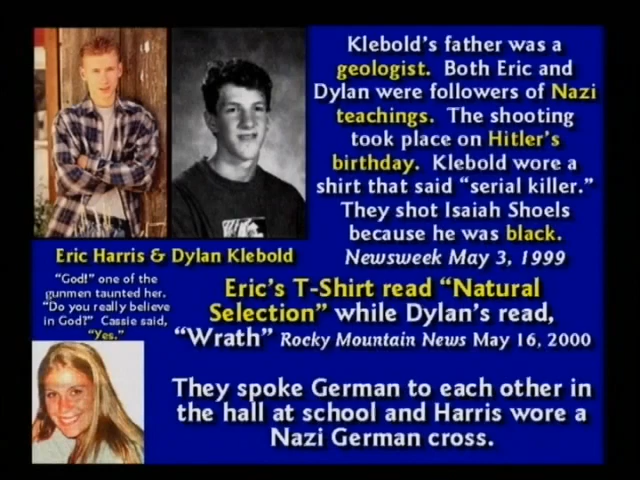 Klebold's father was a
geologist. Both Eric and
Dylan were followers of Nazi
teachings. The shooting
took place on Hitler's
birthday. Klebold wore a
shirt that said "serial killer."
They shot Isaiah Shoels
because he was black.
Newsweek May 3, 1999
Eric Harris & Dylan Klebold
"God!" one of the
gunmen taunted her.
"Do you really believe
in God?" Cassie said,
"Yes."
Eric's T-Shirt read "Natural
Selection" while Dylan's read,
"Wrath" Rocky Mountain News May 16, 2000
They spoke German to each other in
the hall at school and Harris wore a
Nazi German cross.